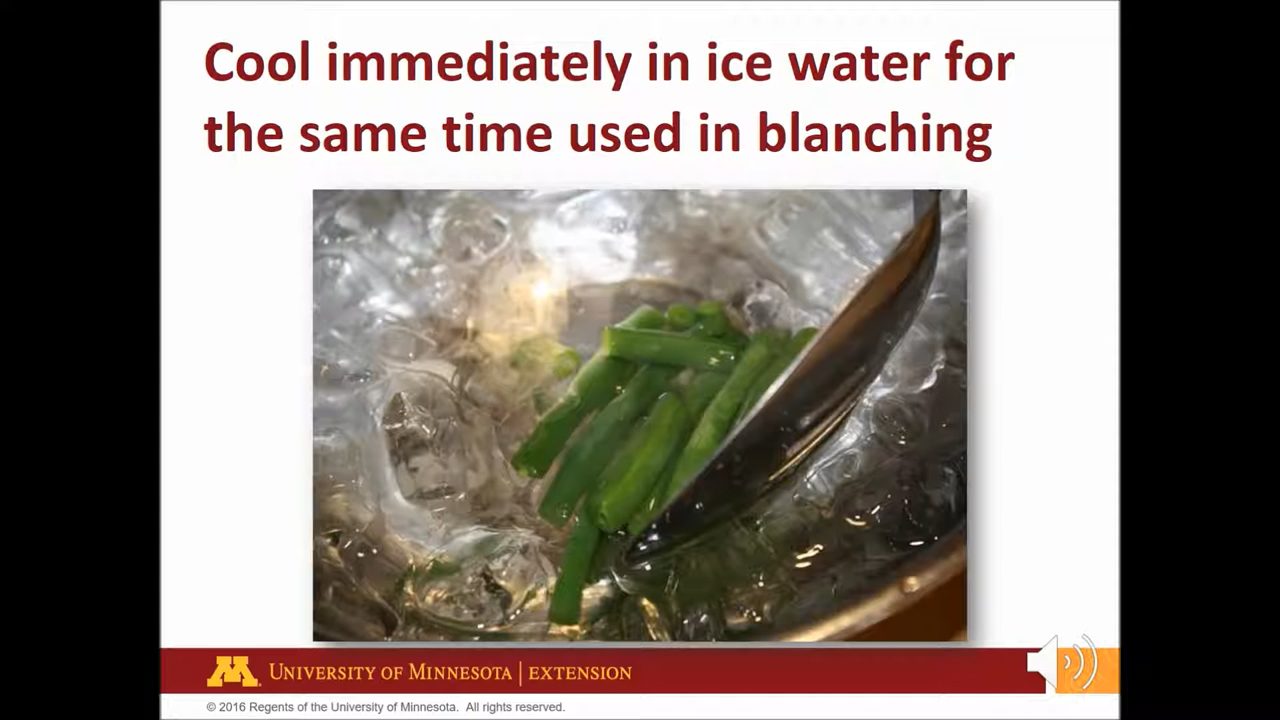 Cool immediately in ice water for
the same time used in blanching
M
UNIVERSITY OF MINNESOTA | EXTENSION
© 2016 Regents of the University of Minnesota. All rights reserved.